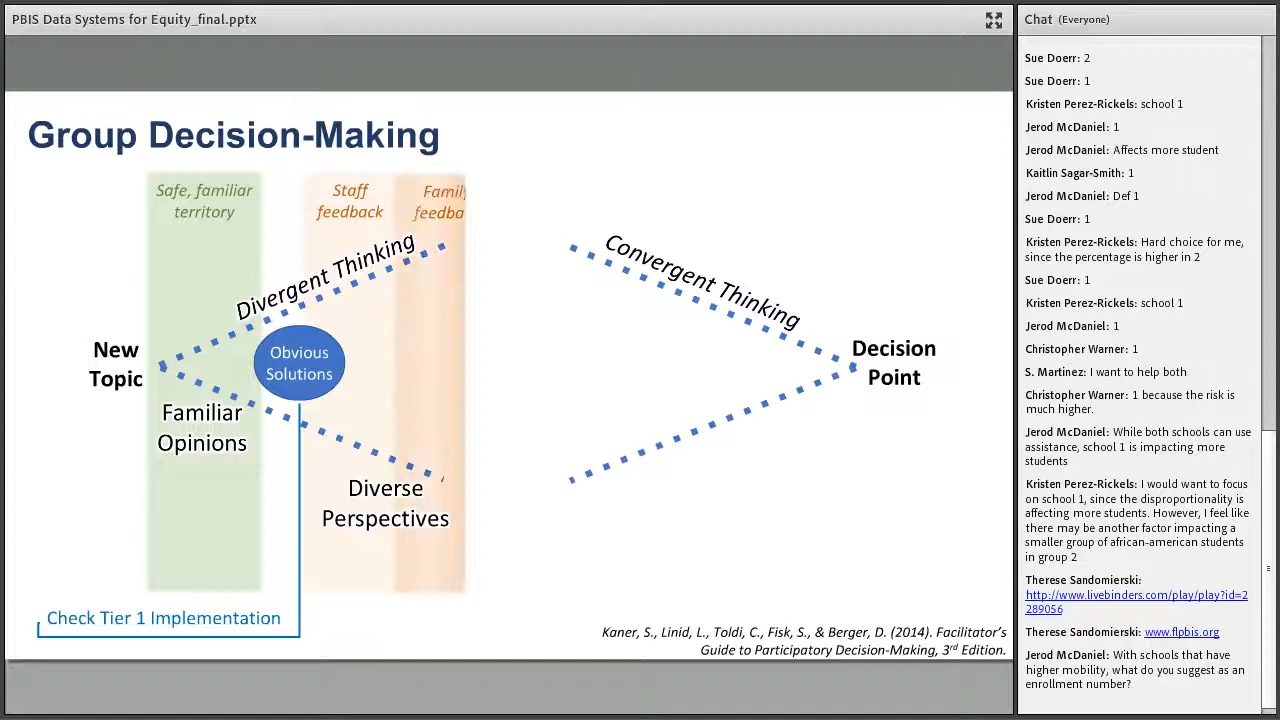 PBIS Data Systems for Equity_final.pptx
Group Decision-Making
Safe, familiar
territory
Staff
feedback
Family
feedba
Divergent Thinking
Convergent Thinking
Obvious
Solutions
New
Topic
Decision
Point
Familiar
Opinions
Diverse
Perspectives
Check Tier 1 Implementation
Kaner, S., Linid, L., Toldi, C., Fisk, S., & Berger, D. (2014). Facilitator's
Guide to Participatory Decision-Making, 3rd Edition.
Chat (Everyone)
Sue Doerr: 2
Sue Doerr: 1
Kristen Perez-Rickels: school 1
Jerod McDaniel: 1
Jerod McDaniel: Affects more student
Kaitlin Sagar-Smith: 1
Jerod McDaniel: Def 1
Sue Doerr: 1
Kristen Perez-Rickels: Hard choice for me,
since the percentage is higher in 2
Sue Doerr: 1
Kristen Perez-Rickels: school 1
Jerod McDaniel: 1
Christopher Warner: 1
S. Martinez: I want to help both
Christopher Warner: 1 because the risk is
much higher.
Jerod McDaniel: While both schools can use
assistance, school 1 is impacting more
students
Kristen Perez-Rickels: I would want to focus
on school 1, since the disproportionality is
affecting more students. However, I feel like
there may be another factor impacting a
smaller group of african-american students
in group 2
Therese Sandomierski:
http://www.livebinders.com/play/play?id=2
289056
Therese Sandomierski: www.flpbis.org
Jerod McDaniel: With schools that have
higher mobility, what do you suggest as an
enrollment number?